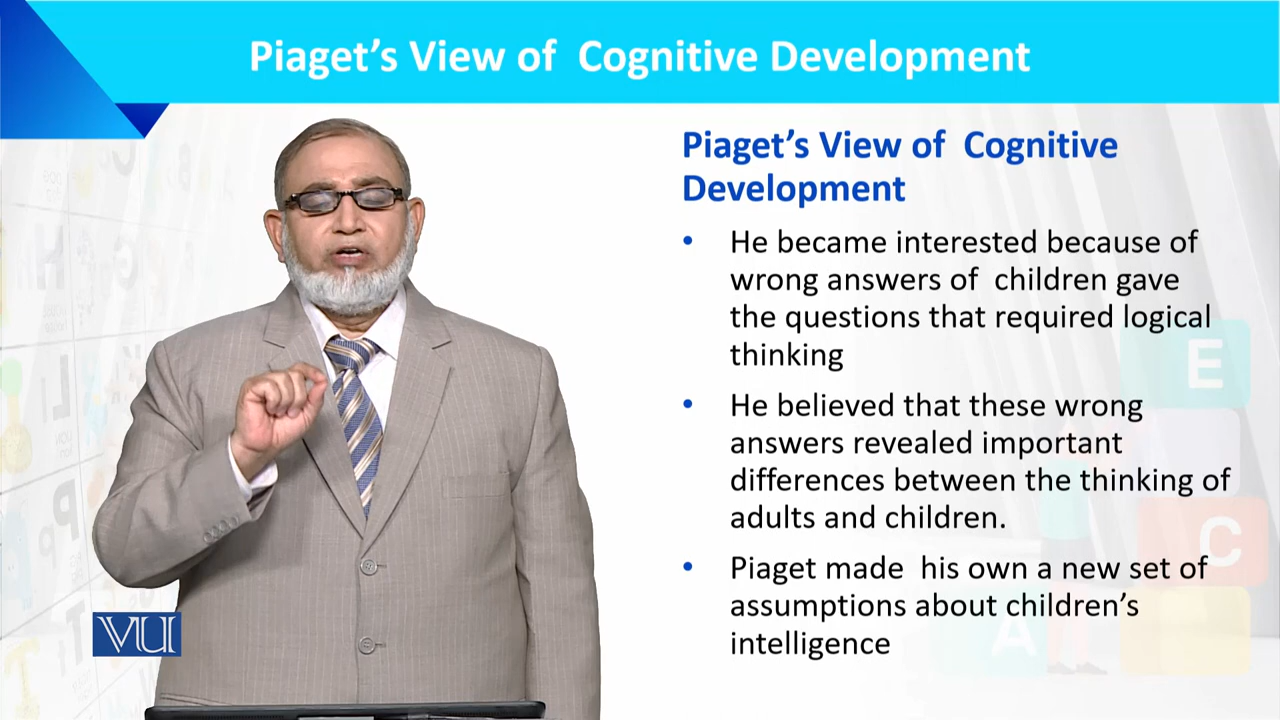 Piaget’s View of  Cognitive Development
Piaget’s View of  Cognitive
Development
• He became interested because of
wrong answers of  children gave
the questions that required logical
thinking
• He believed that these wrong
answers revealed important
differences between the thinking of
adults and children.
• Piaget made  his own a new set of
assumptions about children’s
intelligence
E
C
A
VU